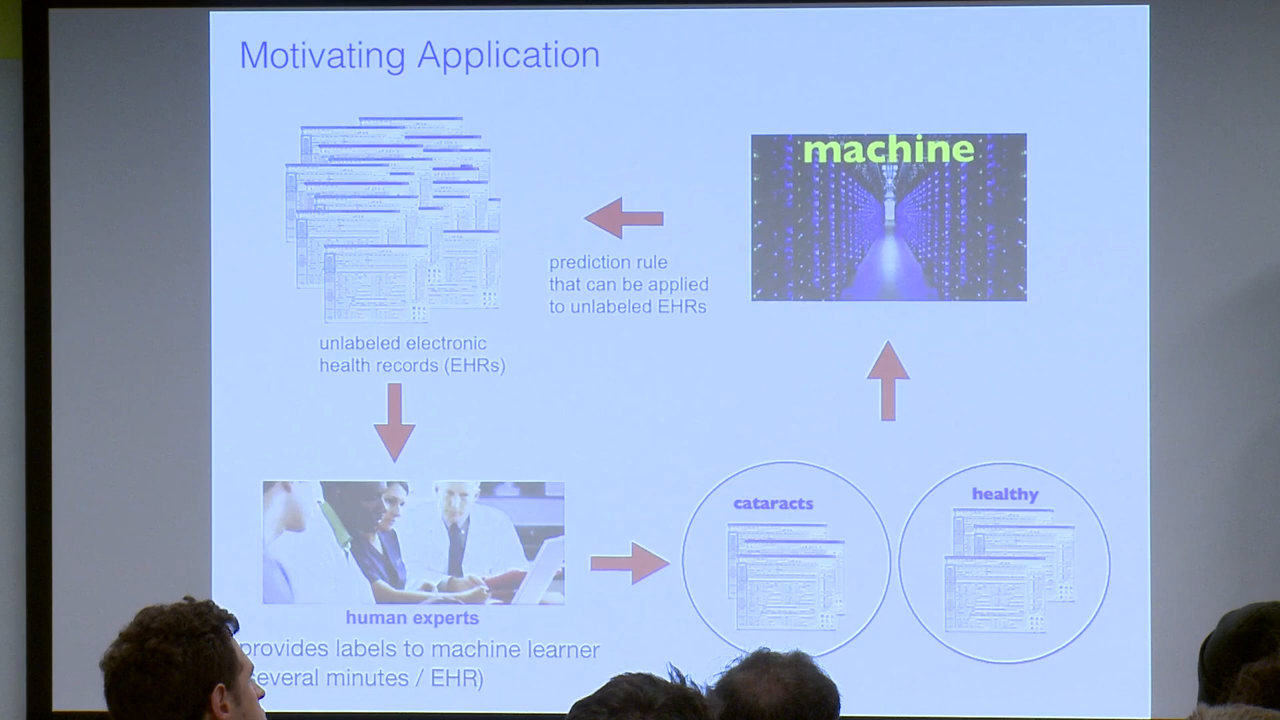 Motivating Application
machine
prediction rule
that can be applied
to unlabeled EHRs
unlabeled electronic
health records (EHRs)
cataracts
healthy
human experts
provides labels to machine learner
several minutes / EHR)